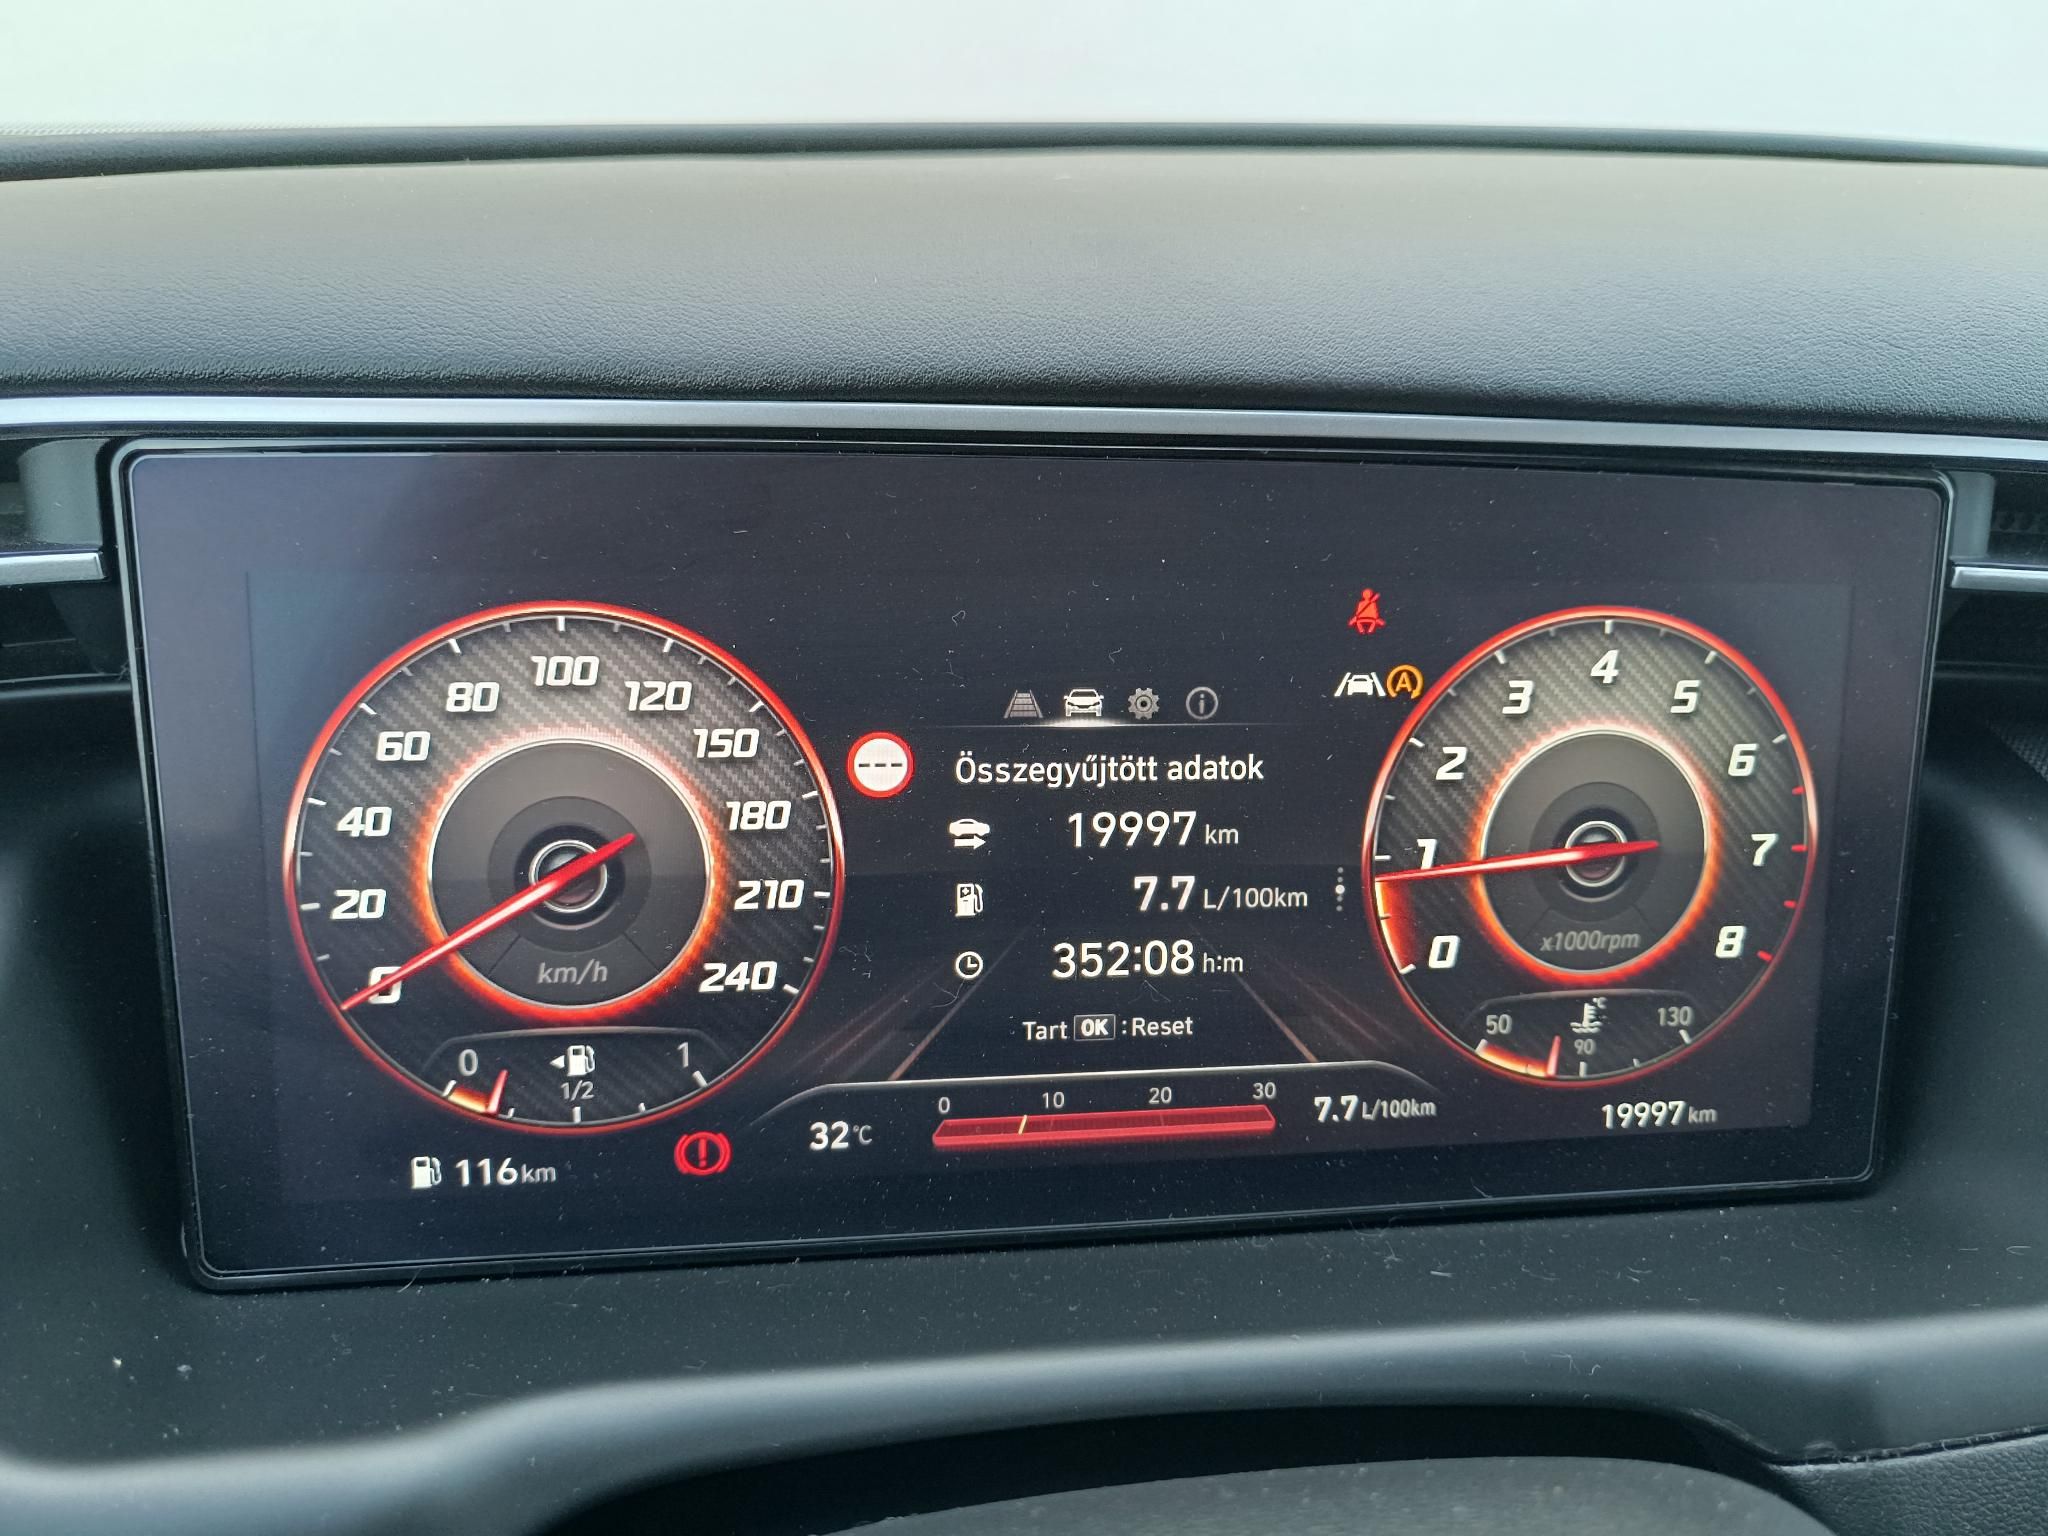 0
20
40
60
80
100
120
150
180
210
240
km/h
0
1/2
1
116 km
---
Összegyűjtött adatok
19997 km
7.7 L/100km
352:08 h:m
Tart OK :Reset
32°C
0 10 20 30
7.7 L/100km
A
0
1
2
3
4
5
6
7
8
x1000rpm
°C
50
90
130
19997 km